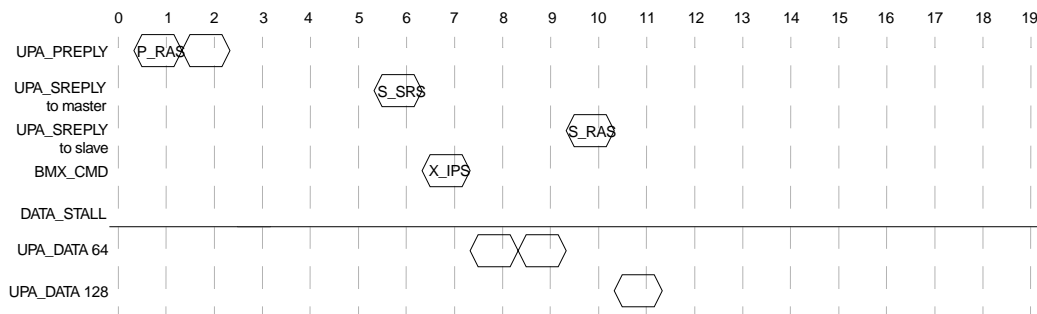 0 1 2 3 4 5 6 7 8 9 10 11 12 13 14 15 16 17 18 19
UPA_PREPLY P_RAS
UPA_SREPLY
to master
S_SRS
UPA_SREPLY
to slave
S_RAS
BMX_CMD X_IPS
DATA_STALL
UPA_DATA 64
UPA_DATA 128